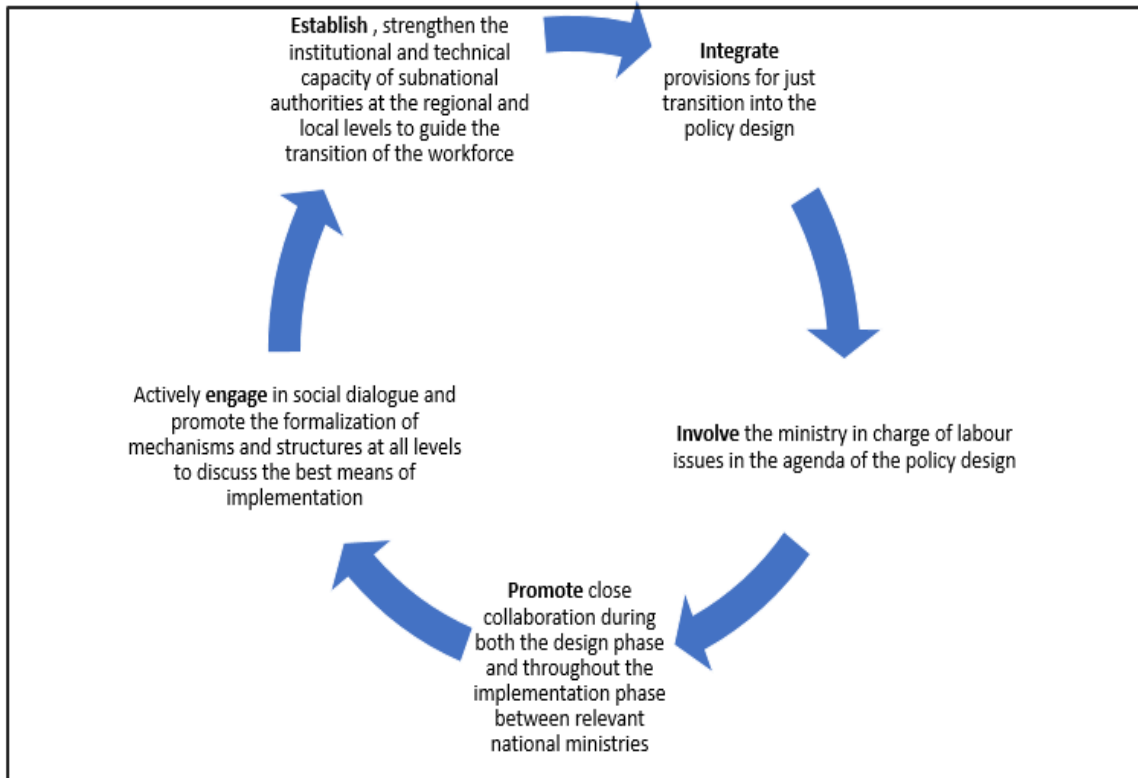 Establish , strengthen the
institutional and technical
capacity of subnational
authorities at the regional and
local levels to guide the
transition of the workforce
Integrate
provisions for just
transition into the
policy design
Involve the ministry in charge of labour
issues in the agenda of the policy design
Promote close
collaboration during
both the design phase
and throughout the
implementation phase
between relevant
national ministries
Actively engage in social dialogue and
promote the formalization of
mechanisms and structures at all levels
to discuss the best means of
implementation